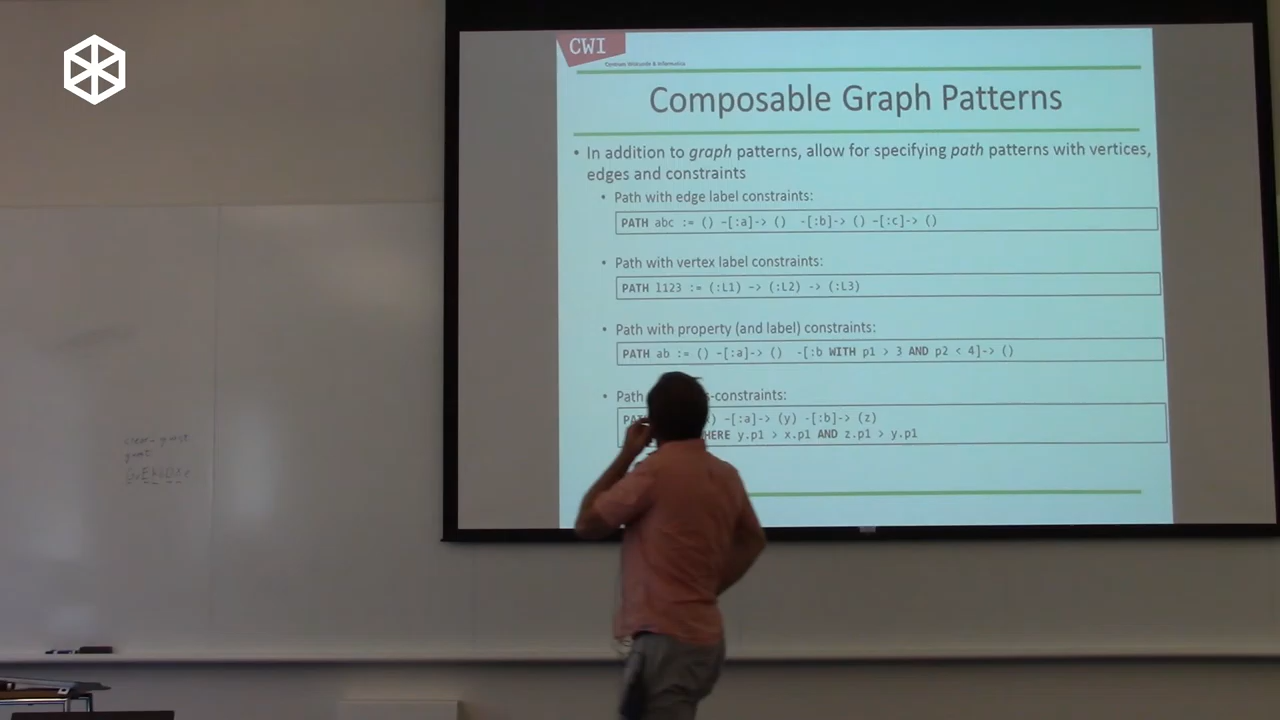 CWI
Centrum Wiskunde & Informatica
Composable Graph Patterns
• In addition to graph patterns, allow for specifying path patterns with vertices,
edges and constraints
• Path with edge label constraints:
PATH abc := () -[:a]-> () -[:b]-> () -[:c]-> ()
• Path with vertex label constraints:
PATH l123 := (:L1) -> (:L2) -> (:L3)
• Path with property (and label) constraints:
PATH ab := () -[:a]-> () -[:b WITH p1 > 3 AND p2 < 4]-> ()
• Path -constraints:
-[:a]-> (y) -[:b]-> (z)
y.p1 > x.p1 AND z.p1 > y.p1